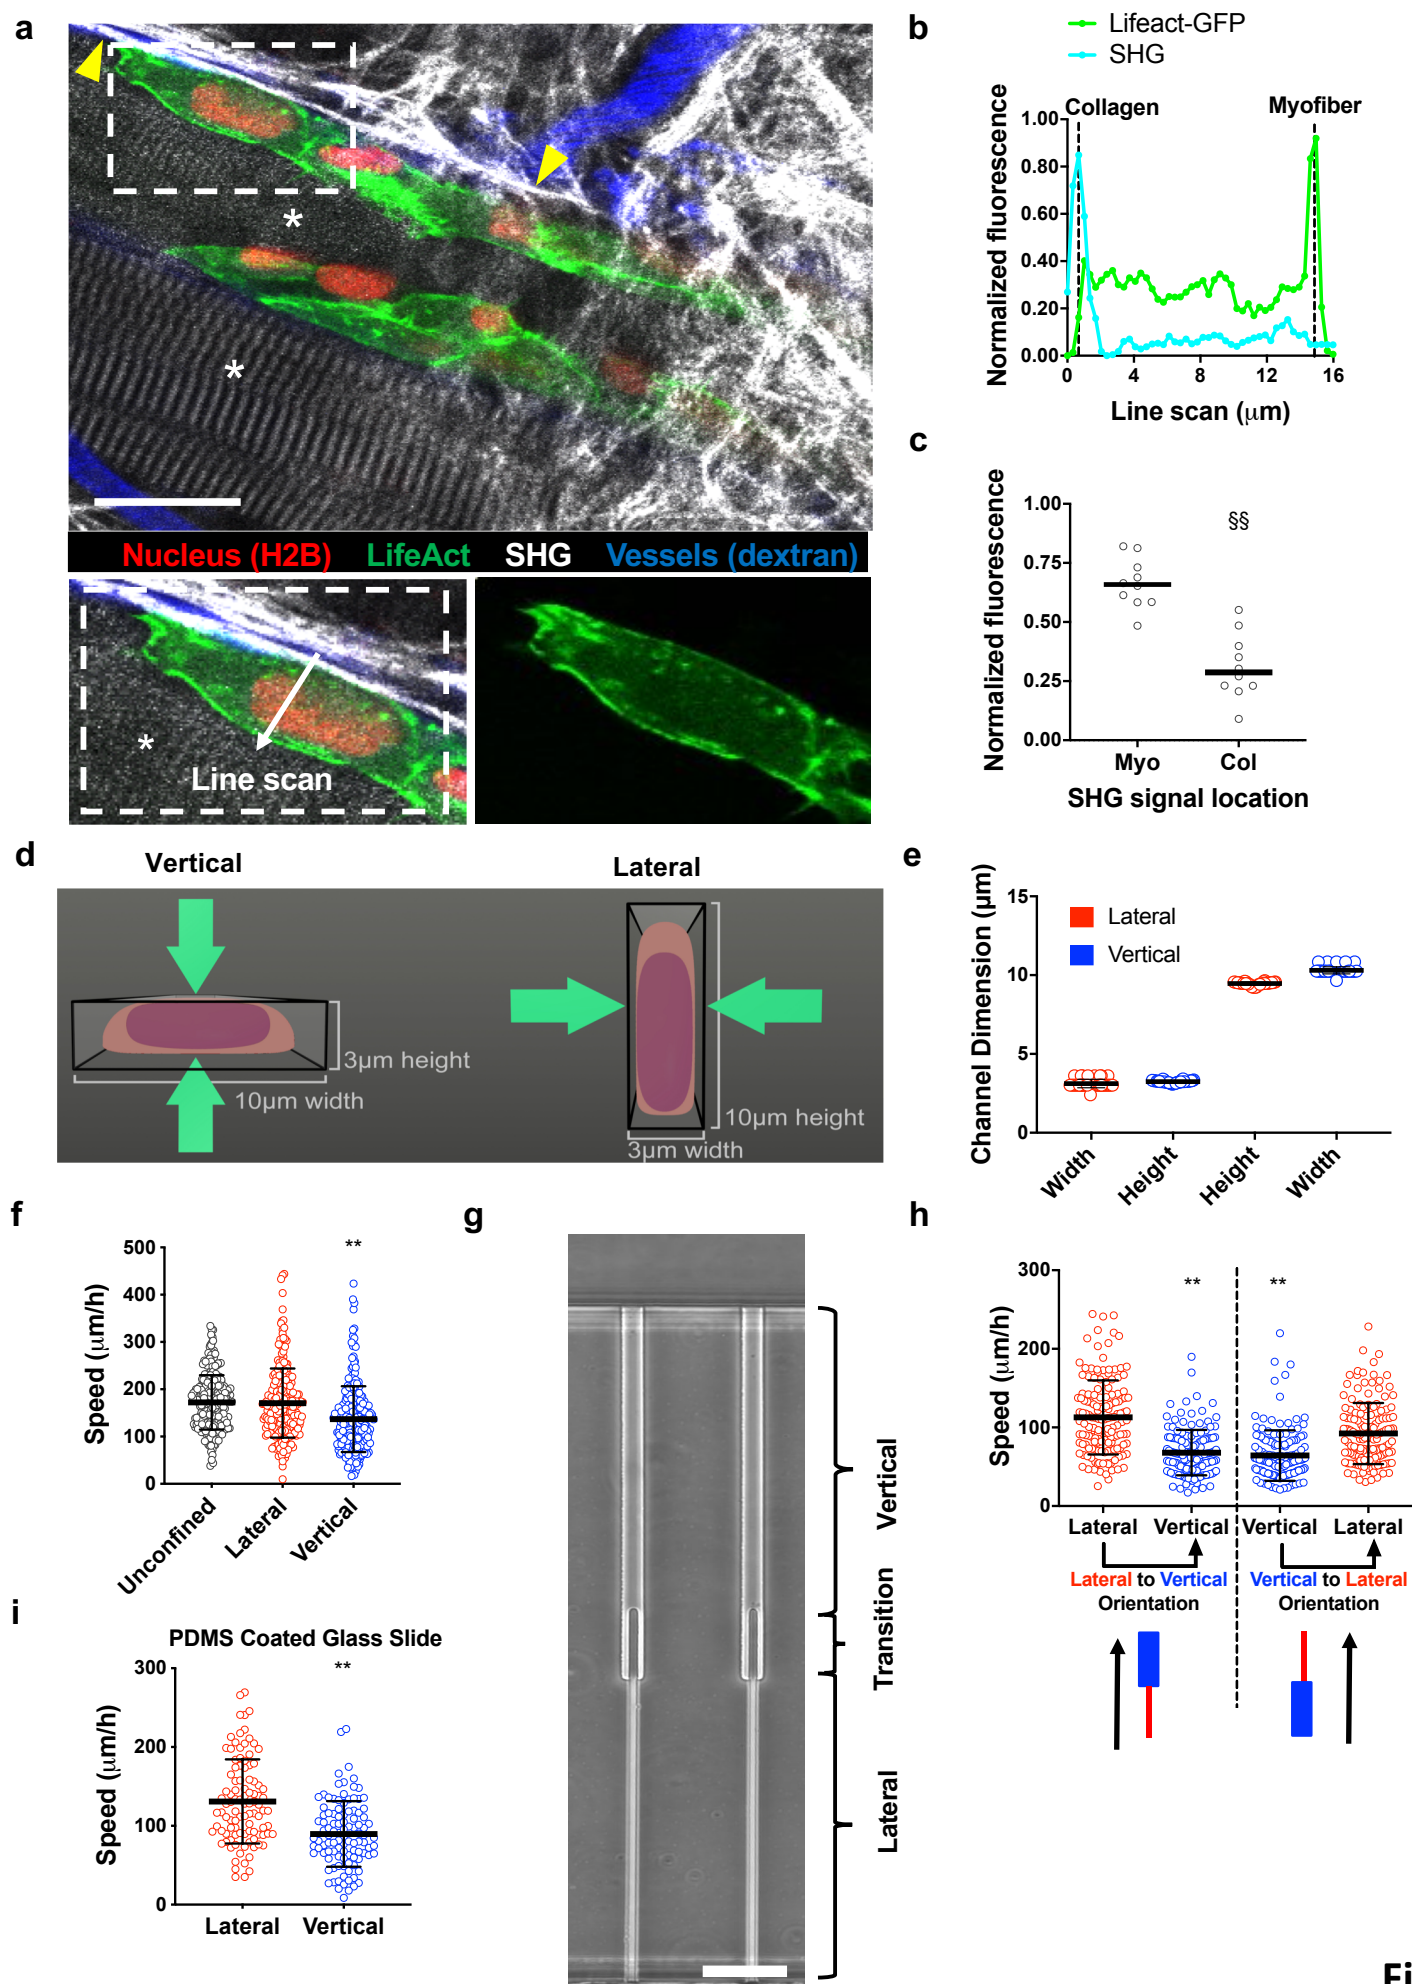 a
*
*
Nucleus (H2B) LifeAct SHG Vessels (dextran)
*
Line scan
b
Lifeact-GFP
SHG
Collagen
Myofiber
Normalized fluorescence
1.00
0.80
0.60
0.40
0.20
0.00
0 4 8 12 16
Line scan (μm)
c
Normalized fluorescence
1.00
0.75
0.50
0.25
0.00
§§
Myo Col
SHG signal location
d
Vertical
Lateral
3μm height
10μm width
10μm height
3μm width
e
Channel Dimension (μm)
15
10
5
0
Lateral
Vertical
Width Height Height Width
f
Speed (μm/h)
500
400
300
200
100
0
**
Unconfined Lateral Vertical
g
Vertical
Transition
Lateral
h
Speed (μm/h)
300
200
100
0
**
**
Lateral Vertical Vertical Lateral
Lateral to Vertical
Orientation
Vertical to Lateral
Orientation
i
PDMS Coated Glass Slide
Speed (μm/h)
300
200
100
0
**
Lateral Vertical